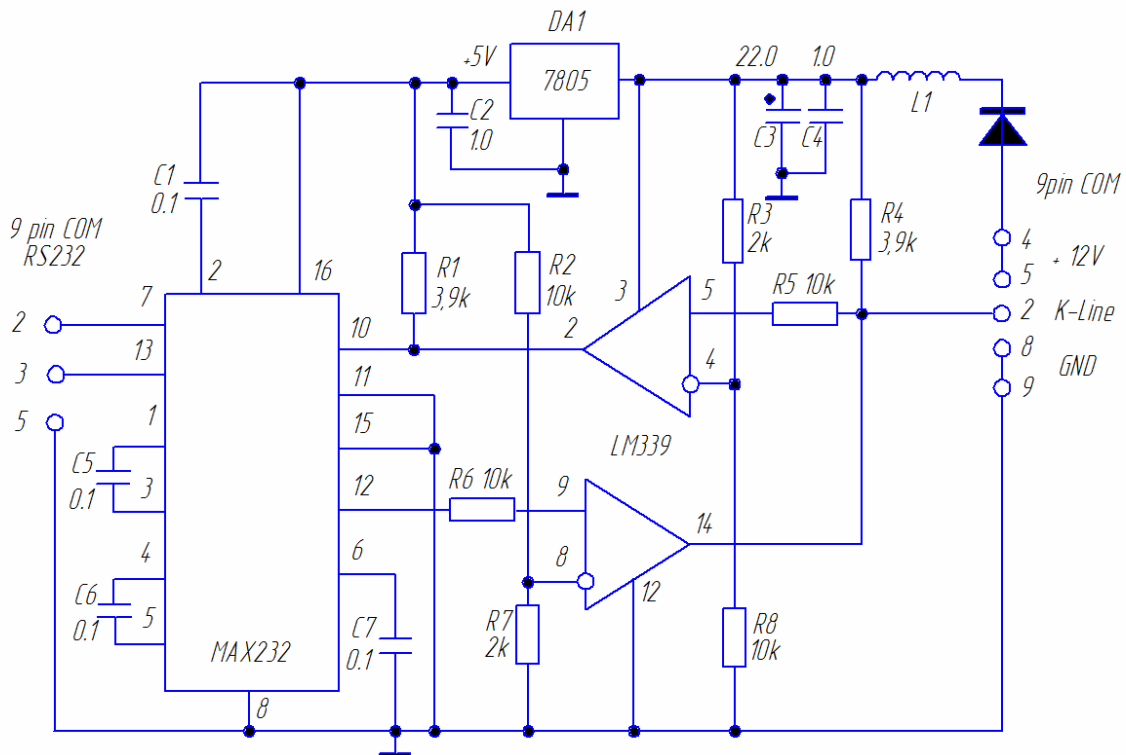 DA1
+5V
7805
22.0
1.0
L1
C2
1.0
C3
C4
C1
0.1
9 pin COM
RS232
9pin COM
R3
2k
R4
3,9k
4
+ 12V
5
2
16
R1
3,9k
R2
10k
7
3
5
R5 10k
2
K-Line
2
10
2
13
4
8
GND
3
11
9
5
1
15
LM339
C5
0.1
3
12
R6 10k
9
14
4
6
8
12
C6
0.1
5
C7
0.1
R7
2k
R8
10k
MAX232
8